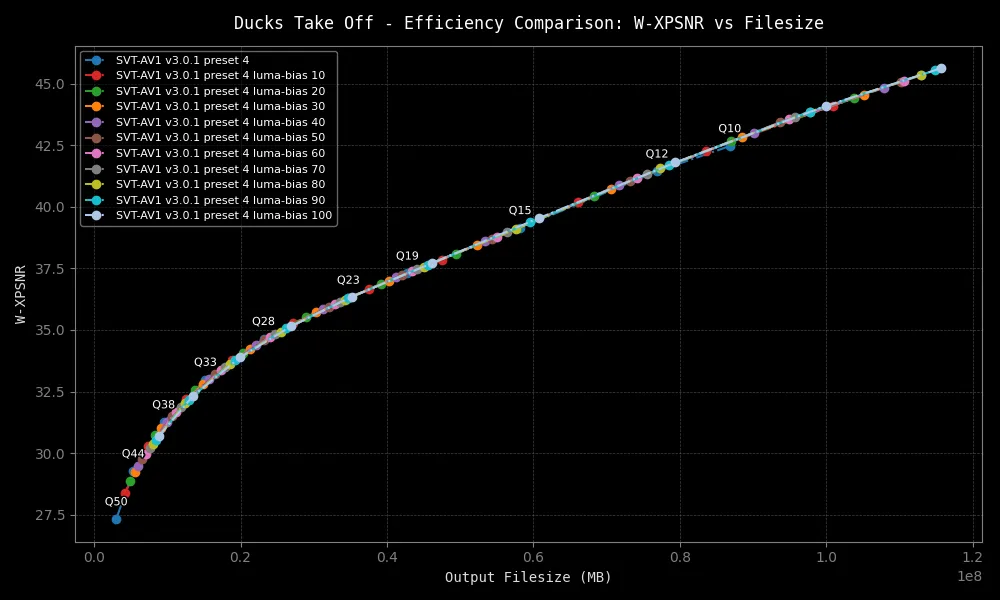 Ducks Take Off - Efficiency Comparison: W-XPSNR vs Filesize
SVT-AV1 v3.0.1 preset 4
SVT-AV1 v3.0.1 preset 4 luma-bias 10
SVT-AV1 v3.0.1 preset 4 luma-bias 20
SVT-AV1 v3.0.1 preset 4 luma-bias 30
SVT-AV1 v3.0.1 preset 4 luma-bias 40
SVT-AV1 v3.0.1 preset 4 luma-bias 50
SVT-AV1 v3.0.1 preset 4 luma-bias 60
SVT-AV1 v3.0.1 preset 4 luma-bias 70
SVT-AV1 v3.0.1 preset 4 luma-bias 80
SVT-AV1 v3.0.1 preset 4 luma-bias 90
SVT-AV1 v3.0.1 preset 4 luma-bias 100
W-XPSNR
45.0
42.5
40.0
37.5
35.0
32.5
30.0
27.5
Q10
Q12
Q15
Q19
Q23
Q28
Q33
Q38
Q44
Q50
0.0 0.2 0.4 0.6 0.8 1.0 1.2
1e8
Output Filesize (MB)